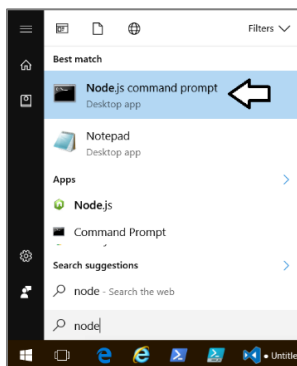 Filters
Best match
Node.js command prompt
Desktop app
Notepad
Desktop app
Apps
Node.js
Command Prompt
Search suggestions
node - Search the web
node
Untitle